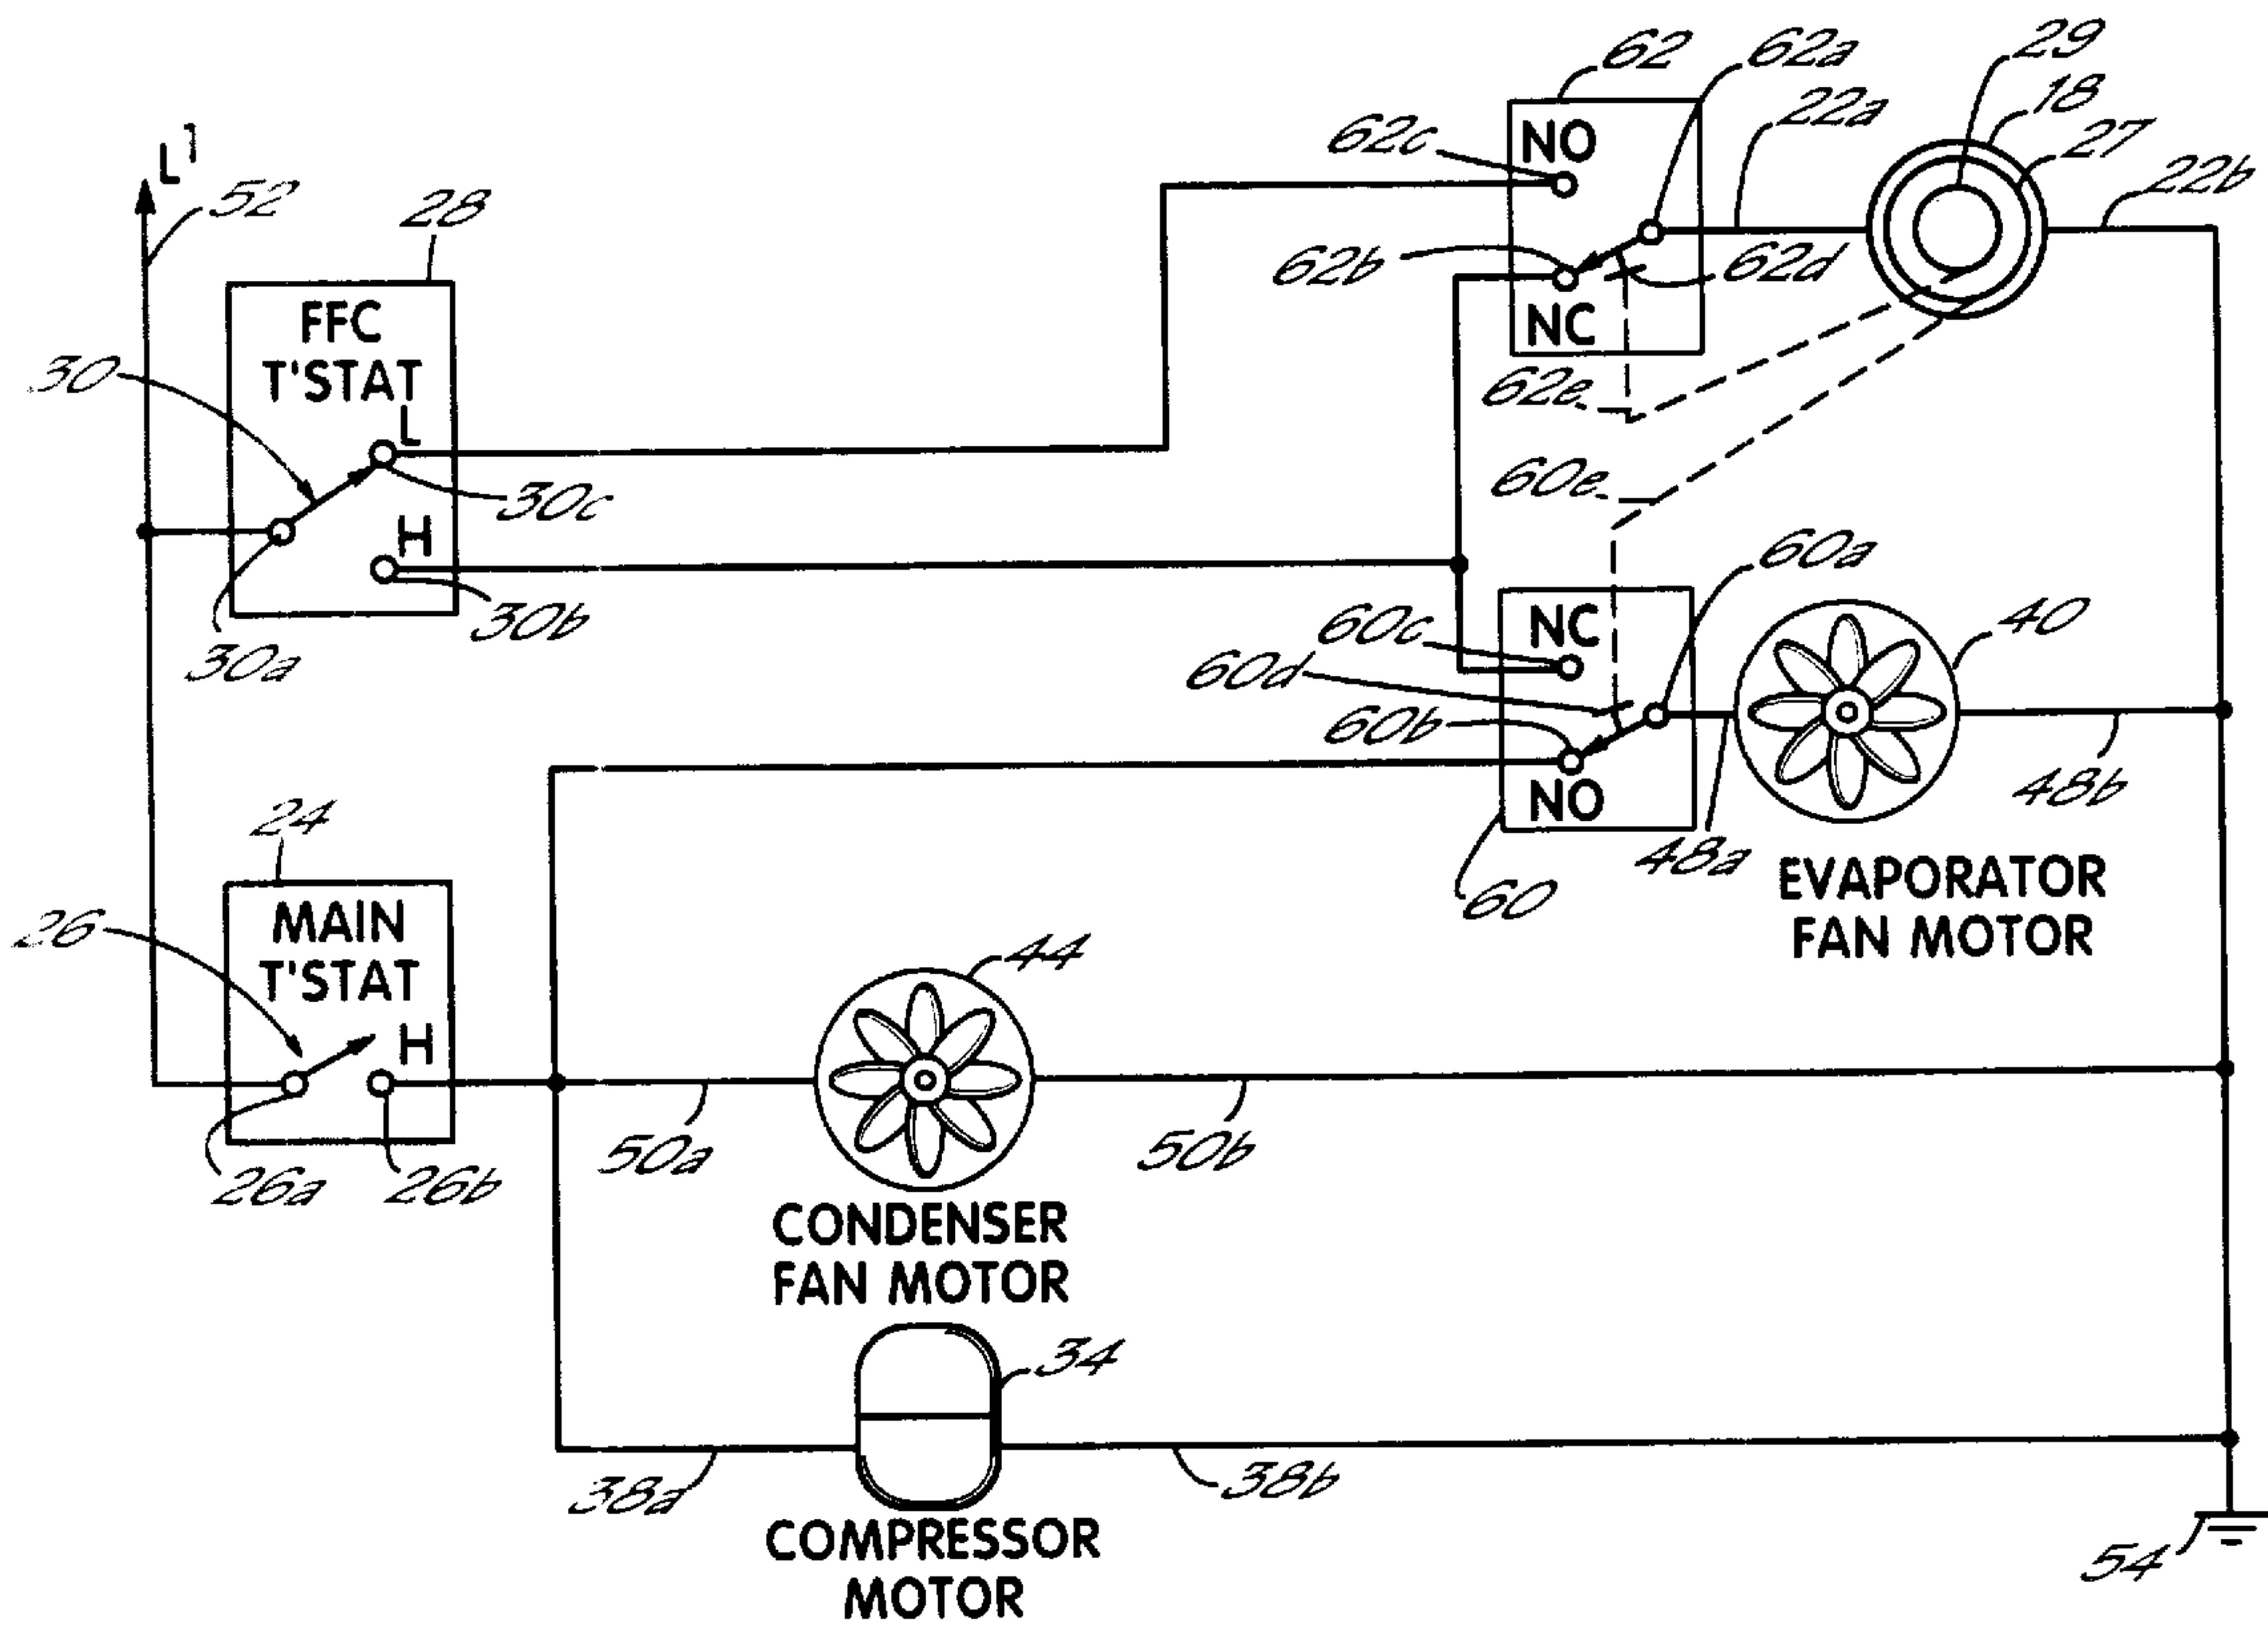 62
62a
29
22a
18
L1
NO
27
62c
52
22b
28
62b
62d
FFC
T'STAT
NC
30
62e
L
60e
30c
H
60a
NC
60c
40
30b
60d
30a
60b
NO
48b
24
48a
EVAPORATOR
FAN MOTOR
60
MAIN
T'STAT
26
44
H
50a
50b
26a
26b
CONDENSER
FAN MOTOR
34
38a
38b
COMPRESSOR
MOTOR
54